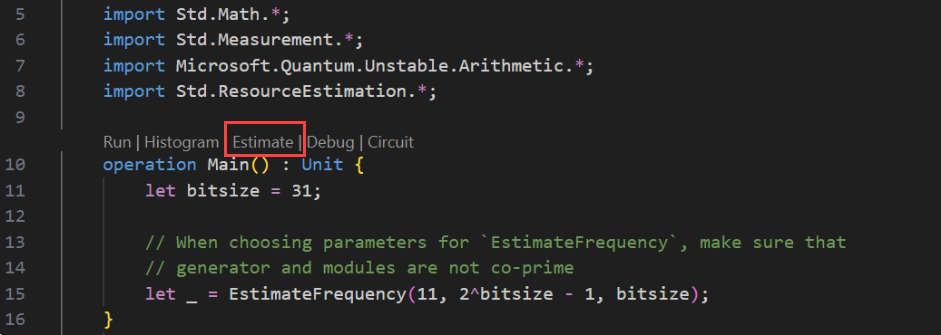 5 import Std.Math.*;
6 import Std.Measurement.*;
7 import Microsoft.Quantum.Unstable.Arithmetic.*;
8 import Std.ResourceEstimation.*;
9
Run | Histogram | Estimate | Debug | Circuit
10 operation Main() : Unit {
11 let bitsize = 31;
12
13 // When choosing parameters for `EstimateFrequency`, make sure that
14 // generator and modules are not co-prime
15 let _ = EstimateFrequency(11, 2^bitsize - 1, bitsize);
16 }